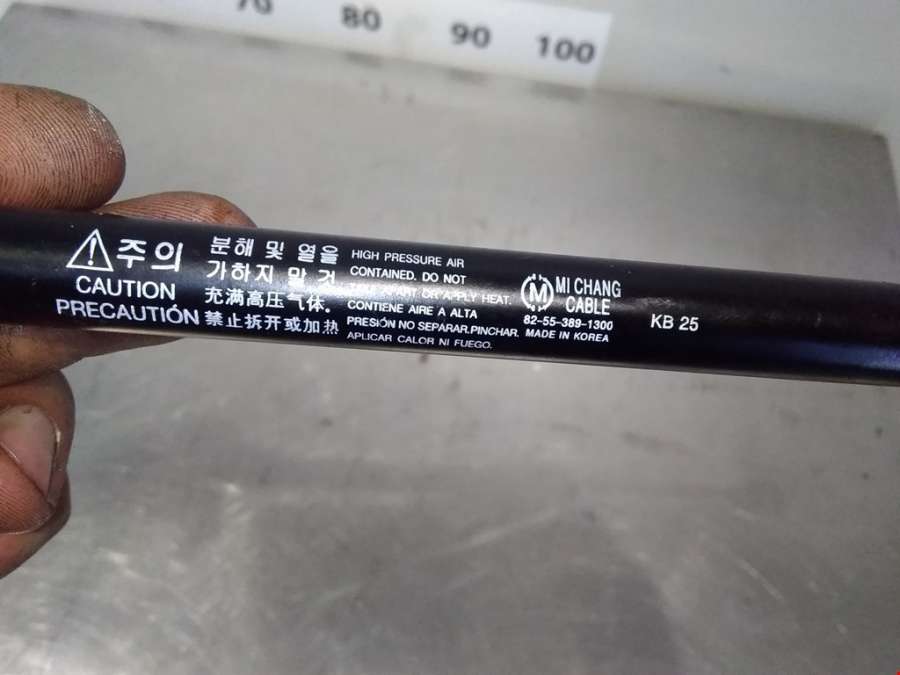 70 80 90 100
주의
CAUTION
PRECAUTIÓN
분해 및 열을
가하지 말 것
充满高压气体.
禁止拆开或加热
HIGH PRESSURE AIR
CONTAINED. DO NOT
TAKE APART OR APPLY HEAT.
CONTIENE AIRE A ALTA
PRESIÓN NO SEPARAR.PINCHAR.
APLICAR CALOR NI FUEGO.
MI CHANG
CABLE
82-55-389-1300
MADE IN KOREA
KB 25